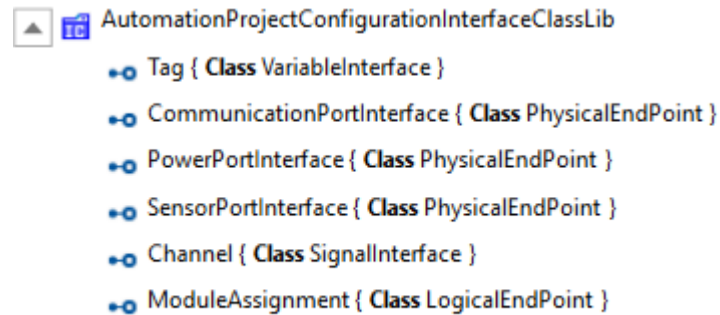 AutomationProjectConfigurationInterfaceClassLib
Tag { Class VariableInterface }
CommunicationPortInterface { Class PhysicalEndPoint }
PowerPortInterface { Class PhysicalEndPoint }
SensorPortInterface { Class PhysicalEndPoint }
Channel { Class SignalInterface }
ModuleAssignment { Class LogicalEndPoint }